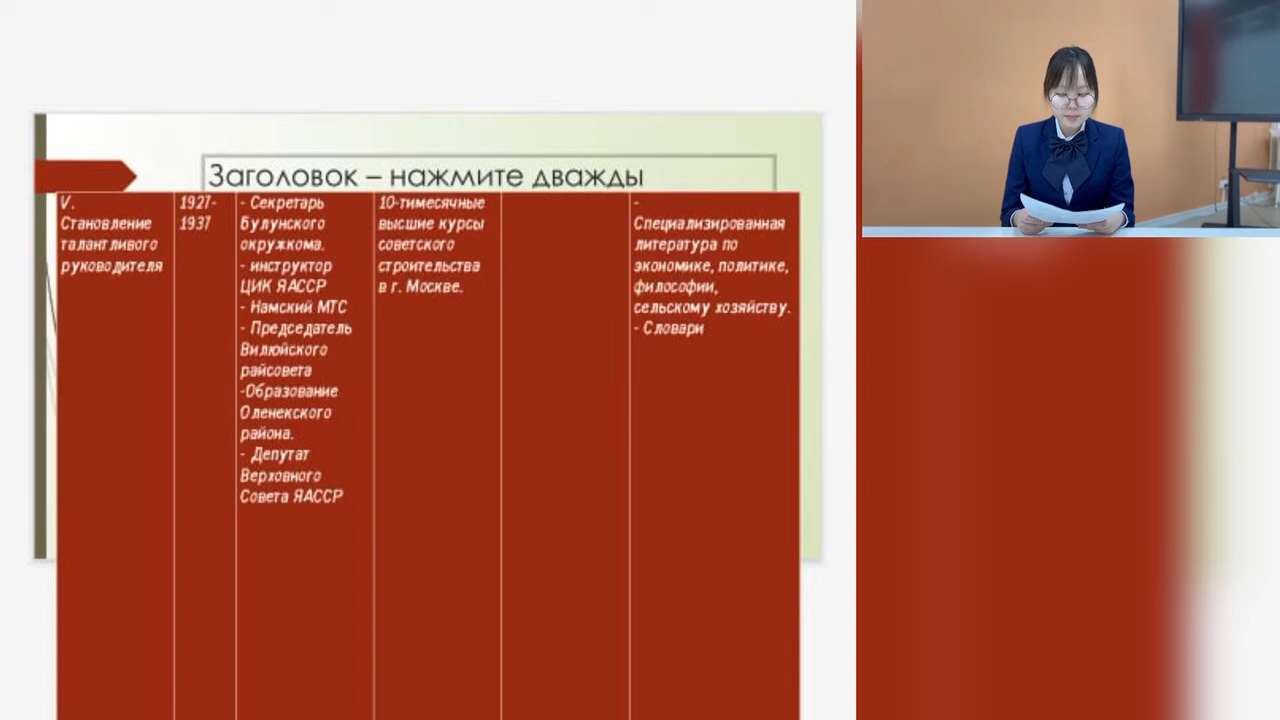 Заголовок – нажмите дважды
V.
Становление
талантливого
руководителя
1927-
1937
- Секретарь
Булунского
окружкома.
- инструктор
ЦИК ЯАССР
- Намский МТС
- Председатель
Вилюйского
райсовета
-Образование
Оленекского
района.
- Депутат
Верховного
Совета ЯАССР
10-тимесячные
высшие курсы
советского
строительства
в г. Москве.
-
Специализированная
литература по
экономике, политике,
философии,
сельскому хозяйству.
- Словари